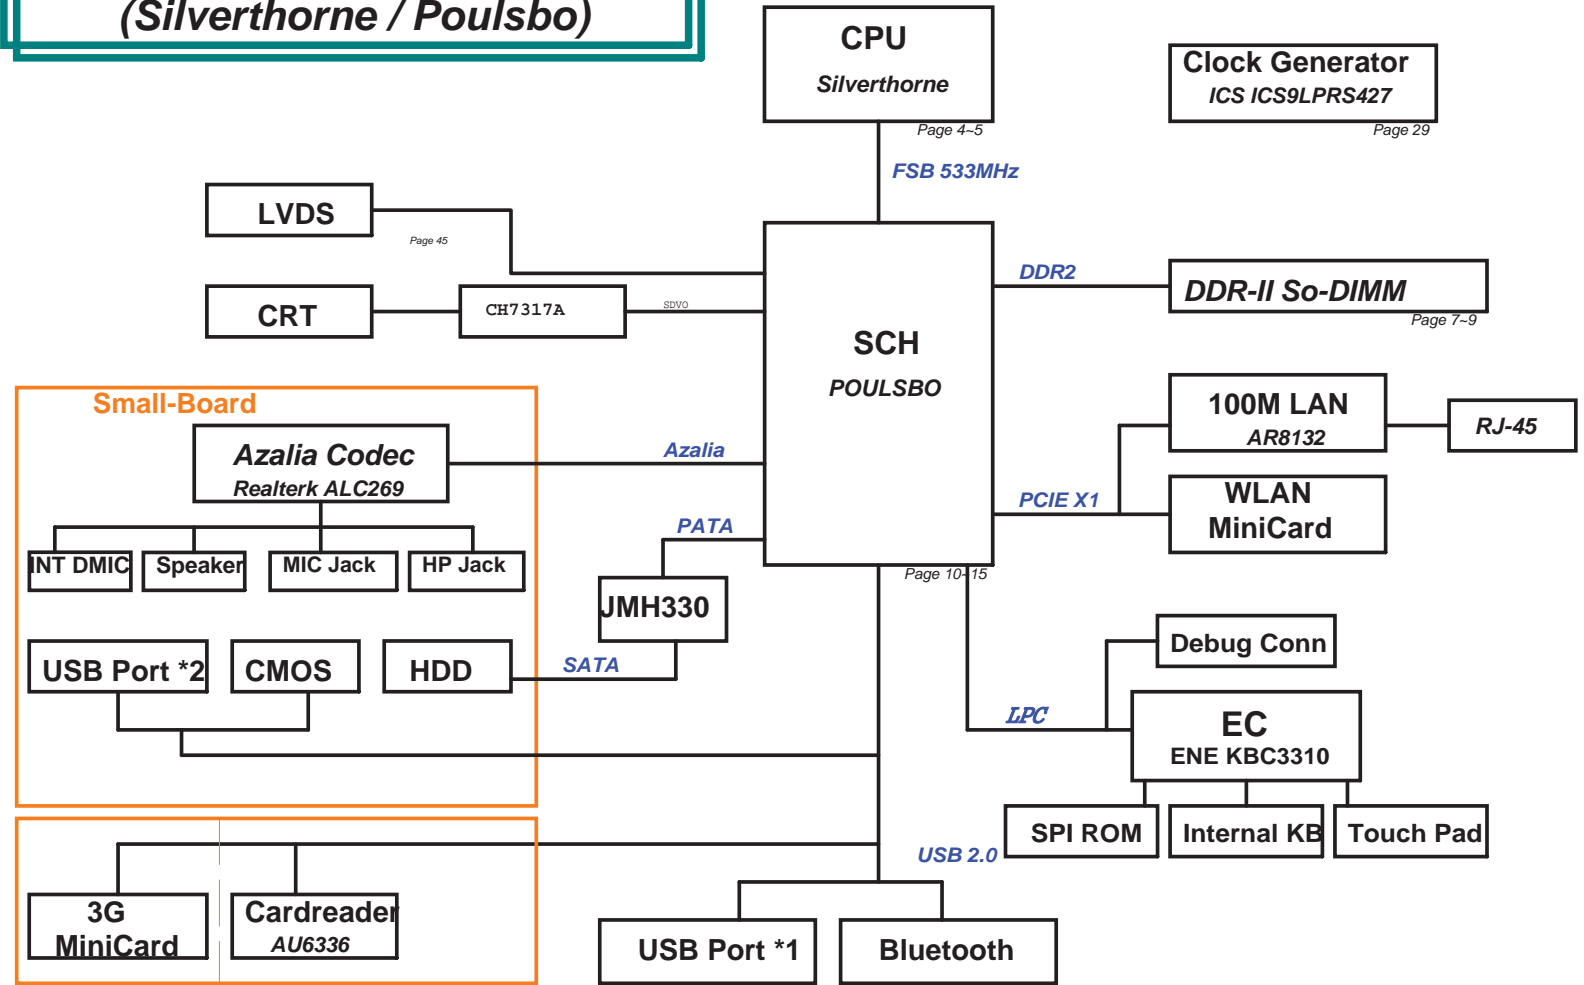 (Silverthorne / Poulsbo)
CPU
Silverthorne
Page 4~5
Clock Generator
ICS ICS9LPRS427
Page 29
FSB 533MHz
LVDS
Page 45
CRT
CH7317A
SDVO
SCH
POULSBO
Page 10~15
DDR2
DDR-II So-DIMM
Page 7~9
100M LAN
AR8132
RJ-45
PCIE X1
WLAN
MiniCard
Small-Board
Azalia Codec
Realterk ALC269
Azalia
INT DMIC
Speaker
MIC Jack
HP Jack
PATA
JMH330
SATA
USB Port *2
CMOS
HDD
Debug Conn
LPC
EC
ENE KBC3310
SPI ROM
Internal KB
Touch Pad
USB 2.0
3G
MiniCard
Cardreader
AU6336
USB Port *1
Bluetooth